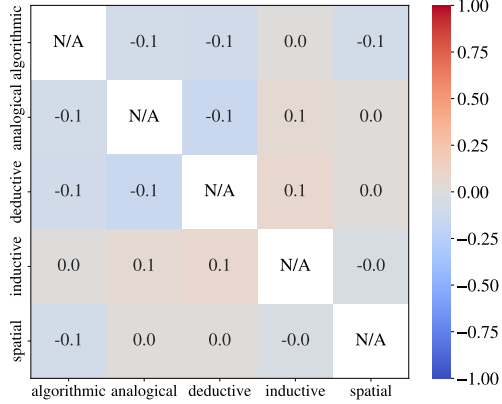 algorithmic N/A -0.1 -0.1 0.0 -0.1
analogical -0.1 N/A -0.1 0.1 0.0
deductive -0.1 -0.1 N/A 0.1 0.0
inductive 0.0 0.1 0.1 N/A -0.0
spatial -0.1 0.0 0.0 -0.0 N/A
algorithmic analogical deductive inductive spatial
1.00
0.75
0.50
0.25
0.00
−0.25
−0.50
−0.75
−1.00